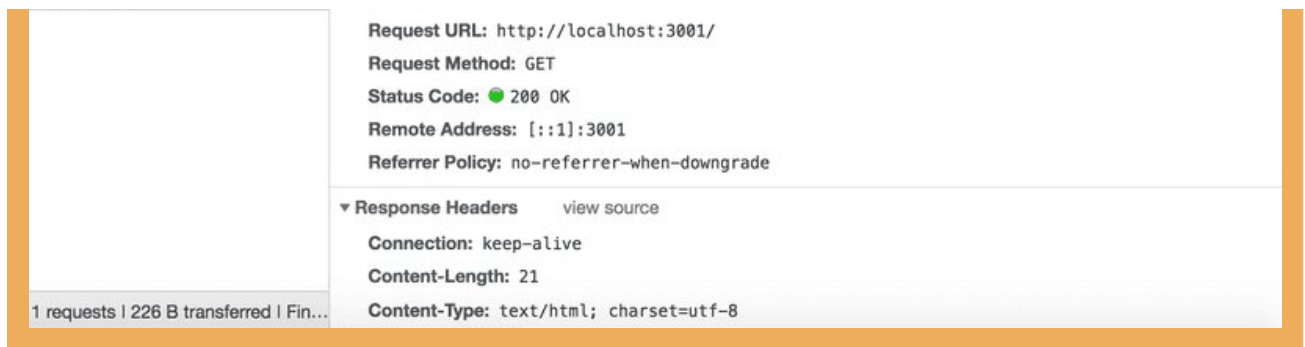 Request URL: http://localhost:3001/
Request Method: GET
Status Code: 200 OK
Remote Address: [::1]:3001
Referrer Policy: no-referrer-when-downgrade
▼ Response Headers view source
Connection: keep-alive
Content-Length: 21
Content-Type: text/html; charset=utf-8
1 requests | 226 B transferred | Fin...